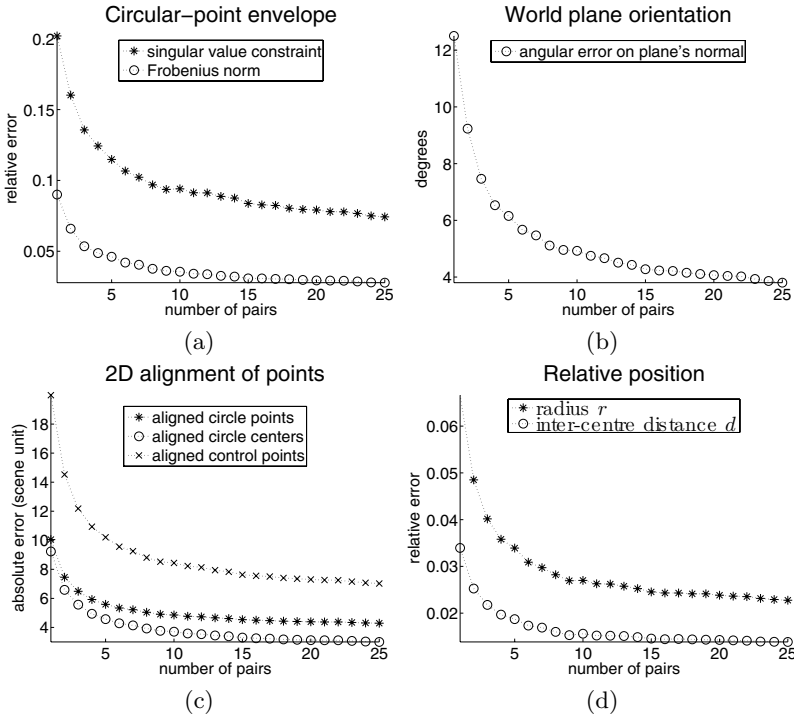 Circular-point envelope
0.2
0.15
0.1
0.05
relative error
singular value constraint
Frobenius norm
5 10 15 20 25
number of pairs
(a)
World plane orientation
12
10
8
6
4
degrees
angular error on plane's normal
5 10 15 20 25
number of pairs
(b)
2D alignment of points
18
16
14
12
10
8
6
4
absolute error (scene unit)
aligned circle points
aligned circle centers
aligned control points
5 10 15 20 25
number of pairs
(c)
Relative position
0.06
0.05
0.04
0.03
0.02
relative error
radius r
inter-centre distance d
5 10 15 20 25
number of pairs
(d)